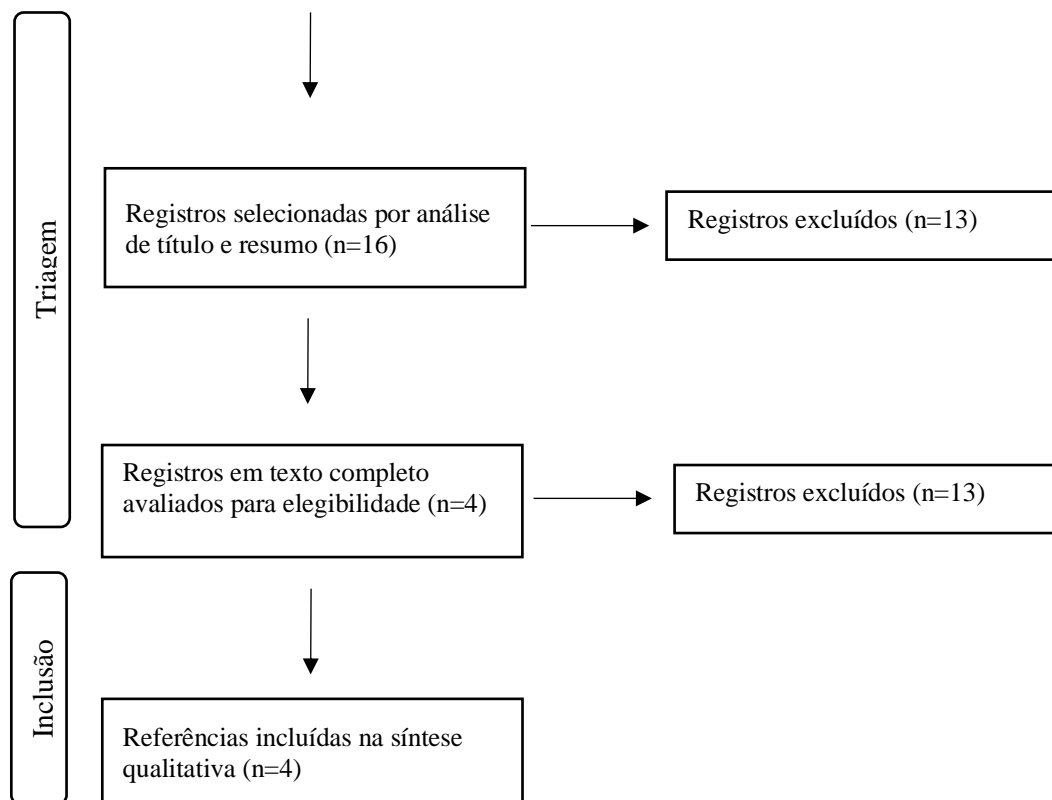 Triagem
Registros selecionadas por análise
de título e resumo (n=16)
Registros excluídos (n=13)
Registros em texto completo
avaliados para elegibilidade (n=4)
Registros excluídos (n=13)
Inclusão
Referências incluídas na síntese
qualitativa (n=4)